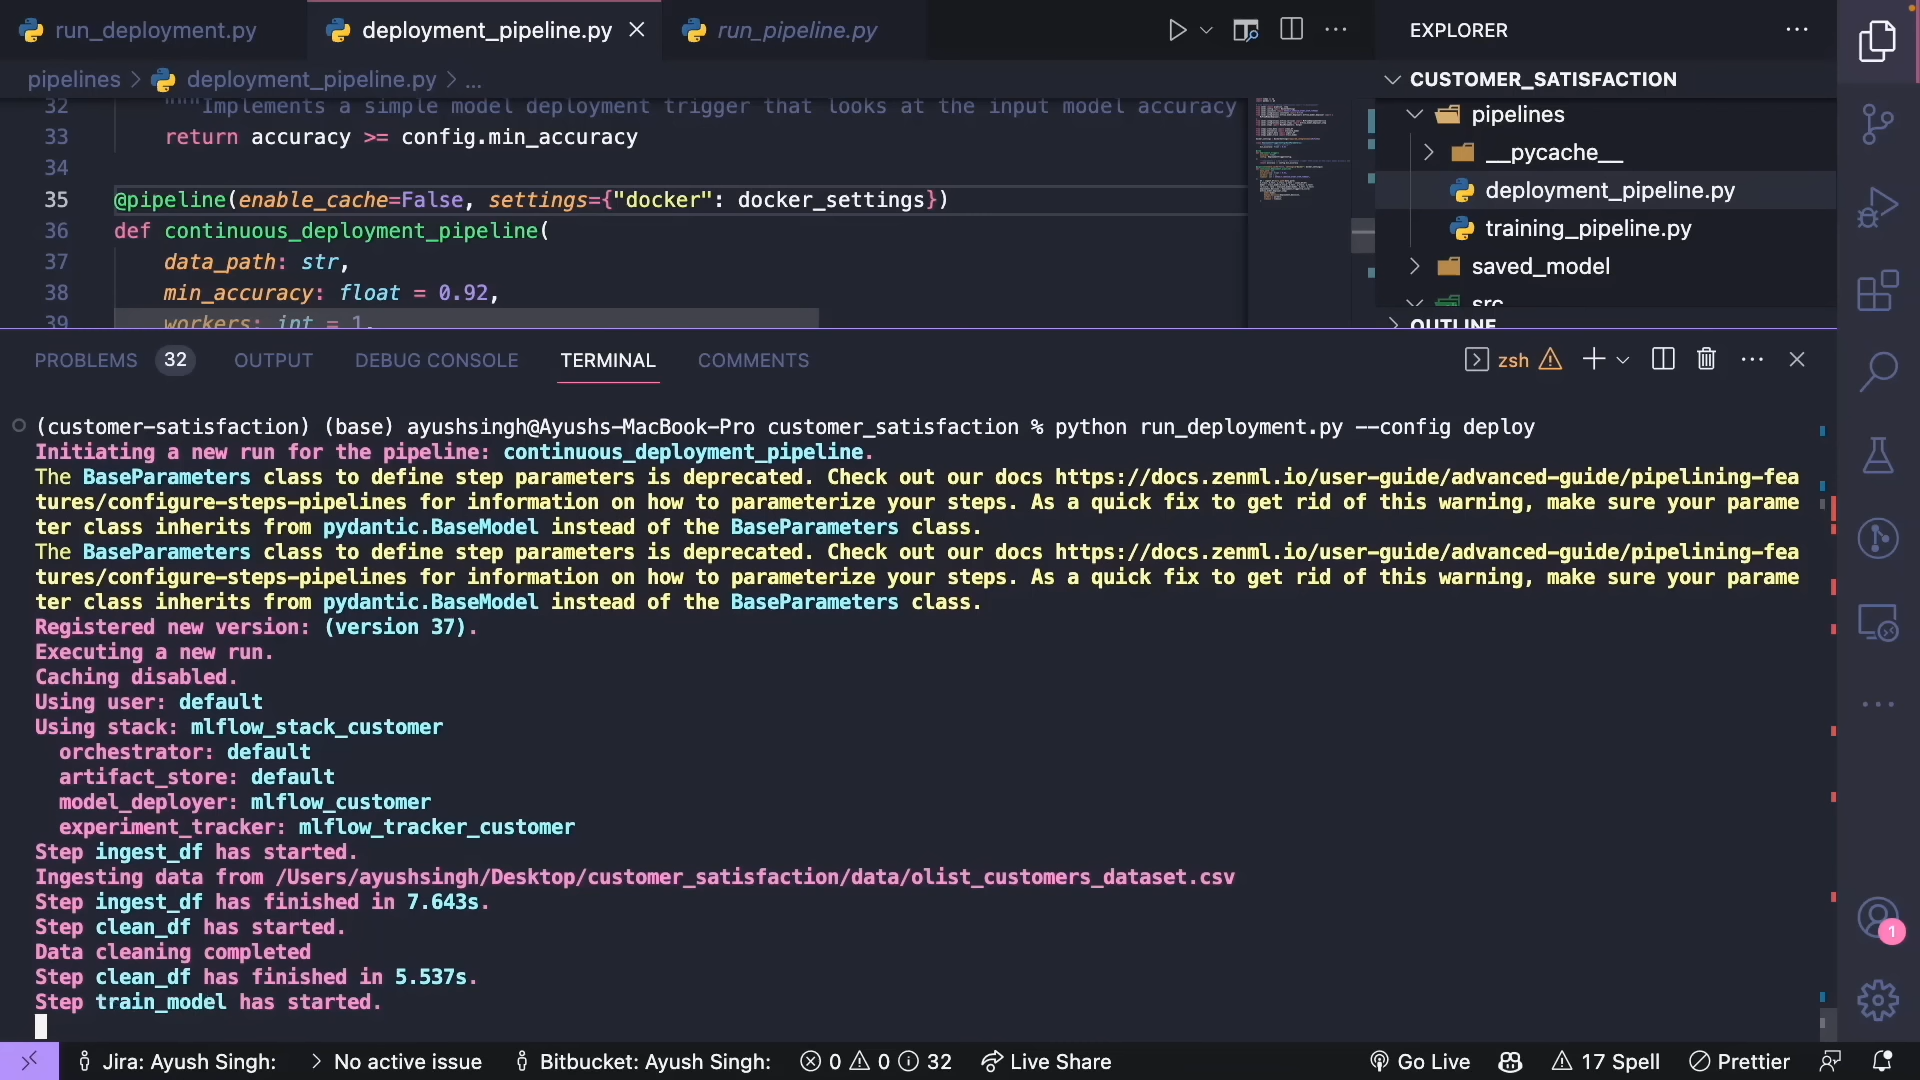 run_deployment.py
deployment_pipeline.py
run_pipeline.py
EXPLORER
pipelines > deployment_pipeline.py > ...
CUSTOMER_SATISFACTION
pipelines
__pycache__
deployment_pipeline.py
training_pipeline.py
saved_model
src
OUTLINE
32 """Implements a simple model deployment trigger that looks at the input model accuracy
33 return accuracy >= config.min_accuracy
34
35 @pipeline(enable_cache=False, settings={"docker": docker_settings})
36 def continuous_deployment_pipeline(
37 data_path: str,
38 min_accuracy: float = 0.92,
39 workers: int = 1,
PROBLEMS 32 OUTPUT DEBUG CONSOLE TERMINAL COMMENTS
zsh
(customer-satisfaction) (base) ayushsingh@Ayushs-MacBook-Pro customer_satisfaction % python run_deployment.py --config deploy
Initiating a new run for the pipeline: continuous_deployment_pipeline.
The BaseParameters class to define step parameters is deprecated. Check out our docs https://docs.zenml.io/user-guide/advanced-guide/pipelining-fea
tures/configure-steps-pipelines for information on how to parameterize your steps. As a quick fix to get rid of this warning, make sure your parame
ter class inherits from pydantic.BaseModel instead of the BaseParameters class.
The BaseParameters class to define step parameters is deprecated. Check out our docs https://docs.zenml.io/user-guide/advanced-guide/pipelining-fea
tures/configure-steps-pipelines for information on how to parameterize your steps. As a quick fix to get rid of this warning, make sure your parame
ter class inherits from pydantic.BaseModel instead of the BaseParameters class.
Registered new version: (version 37).
Executing a new run.
Caching disabled.
Using user: default
Using stack: mlflow_stack_customer
orchestrator: default
artifact_store: default
model_deployer: mlflow_customer
experiment_tracker: mlflow_tracker_customer
Step ingest_df has started.
Ingesting data from /Users/ayushsingh/Desktop/customer_satisfaction/data/olist_customers_dataset.csv
Step ingest_df has finished in 7.643s.
Step clean_df has started.
Data cleaning completed
Step clean_df has finished in 5.537s.
Step train_model has started.
1
Jira: Ayush Singh: > No active issue Bitbucket: Ayush Singh: 0 0 32 Live Share Go Live 17 Spell Prettier